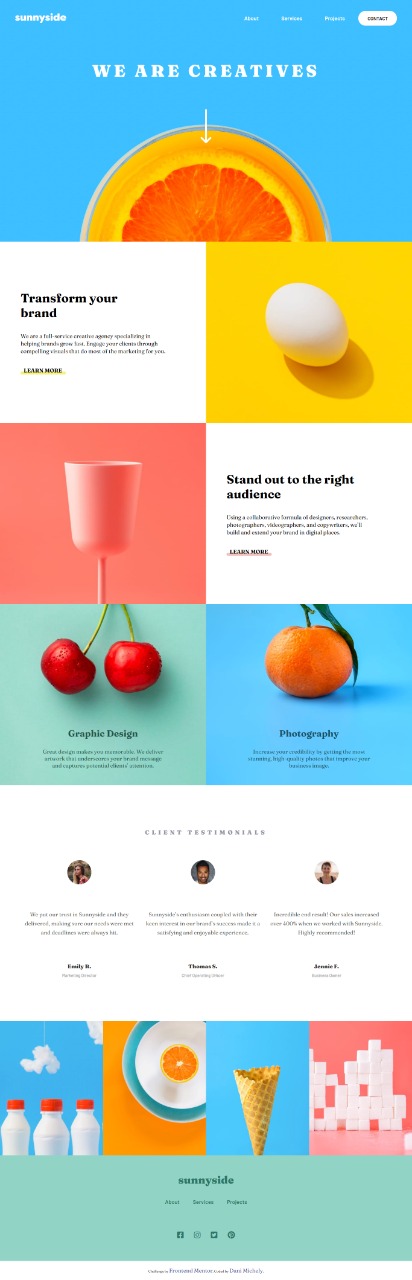 sunnyside
About Services Projects CONTACT
WE ARE CREATIVES
Transform your
brand
We are a full-service creative agency specializing in
helping brands grow fast. Engage your clients through
compelling visuals that do most of the marketing for you.
LEARN MORE
Stand out to the right
audience
Using a collaborative formula of designers, researchers,
photographers, videographers, and copywriters, we'll
build and extend your brand in digital places
LEARN MORE
Graphic Design
Great design makes you memorable. We deliver
artwork that underscores your brand message
and captures potential clients' attention.
Photography
Increase your credibility by getting the most
stunning, high-quality photos that improve your
business image.
CLIENT TESTIMONIALS
We put our trust in Sunnyside and they
delivered, making sure our needs were met
and deadlines were always hit.
Emily R.
Marketing Director
Sunnyside's enthusiasm coupled with their
keen interest in our brand's success made it a
satisfying and enjoyable experience.
Thomas S.
Chief Operating Officer
Incredible end result! Our sales increased
over 400% when we worked with Sunnyside.
Highly recommended!
Jennie F.
Business Owner
sunnyside
About Services Projects
Challenge by Frontend Mentor. Coded by Dani Michely.